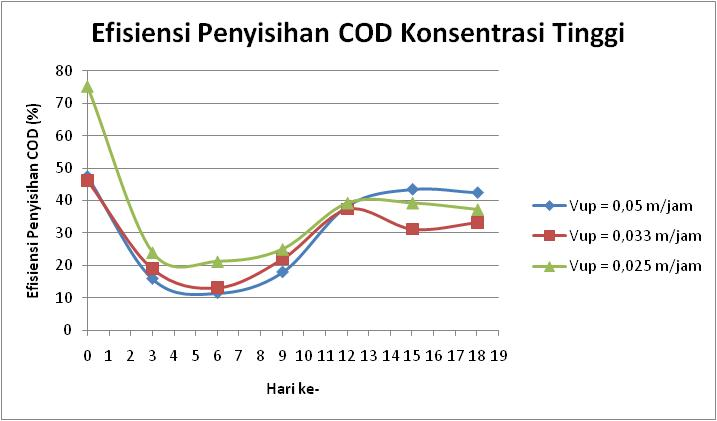 Efisiensi Penyisihan COD Konsentrasi Tinggi
Efisiensi Penyisihan COD (%)
80
70
60
50
40
30
20
10
0
0 1 2 3 4 5 6 7 8 9 10 11 12 13 14 15 16 17 18 19
Hari ke-
Vup = 0,05 m/jam
Vup = 0,033 m/jam
Vup = 0,025 m/jam